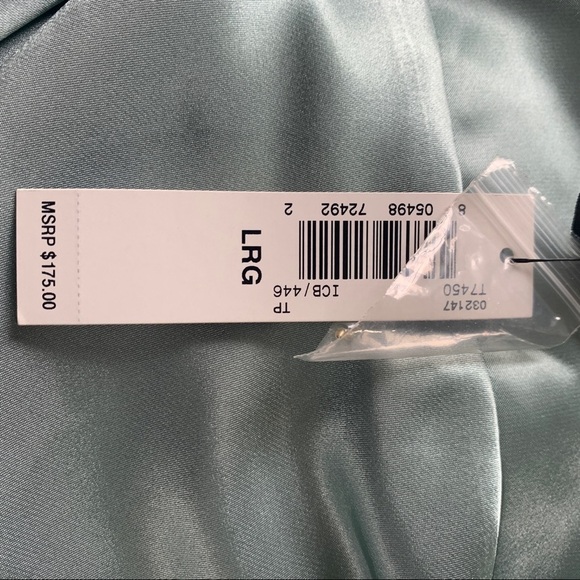 032147
T7450
8 05498 72492 2
ICB/446
TP
LRG
MSRP $175.00